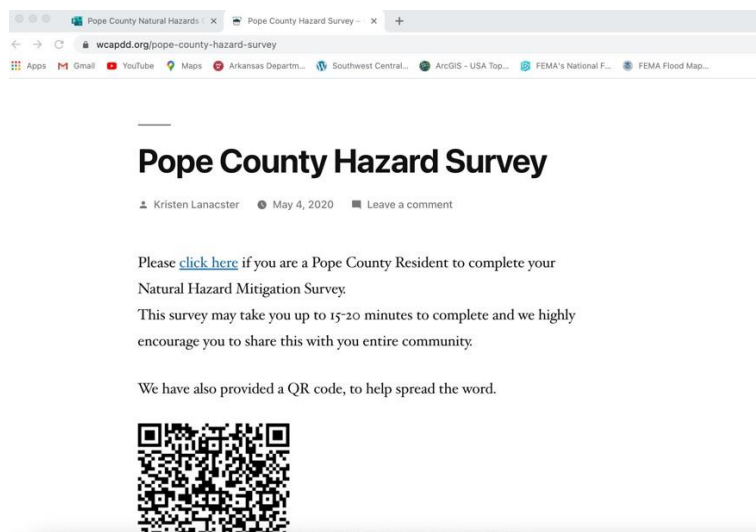 Pope County Natural Hazards
Pope County Hazard Survey –
wcapdd.org/pope-county-hazard-survey
Apps Gmail YouTube Maps Arkansas Departm... Southwest Central... ArcGIS - USA Top... FEMA's National F... FEMA Flood Map...
Pope County Hazard Survey
Kristen Lanacster May 4, 2020 Leave a comment
Please click here if you are a Pope County Resident to complete your
Natural Hazard Mitigation Survey.
This survey may take you up to 15-20 minutes to complete and we highly
encourage you to share this with you entire community.
We have also provided a QR code, to help spread the word.